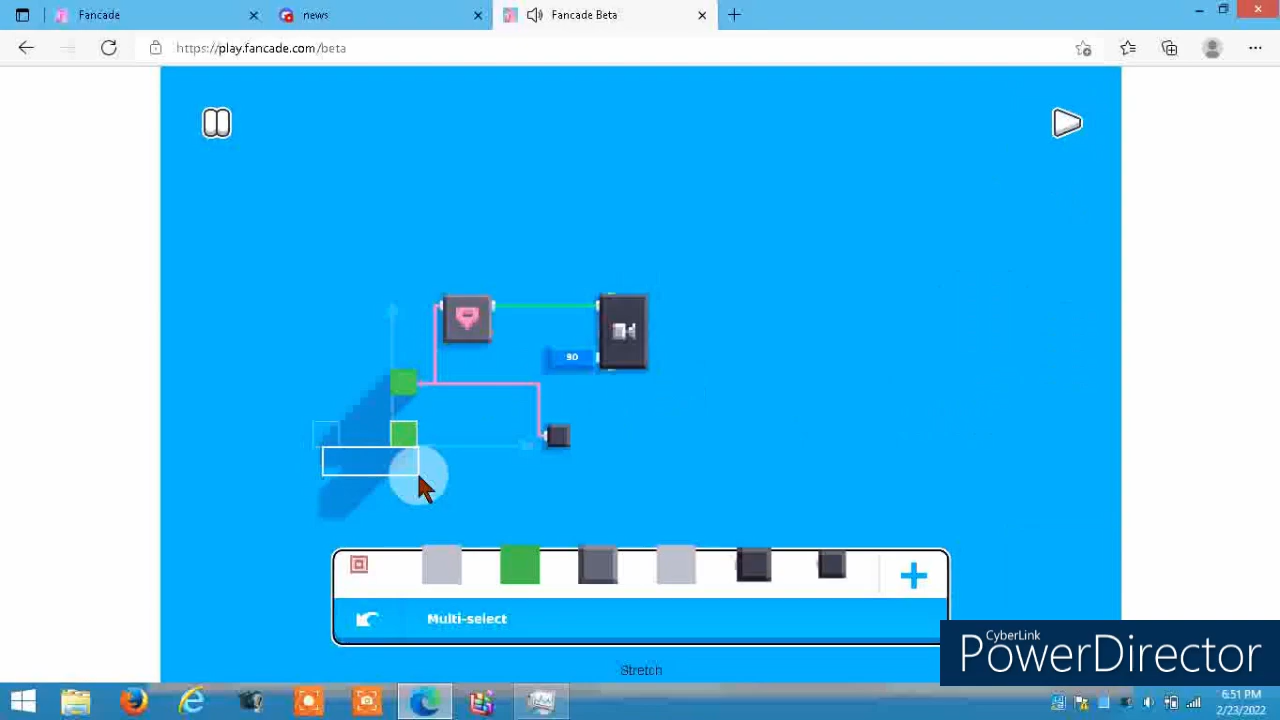 Fancade
news
Fancade Beta
https://play.fancade.com/beta
90
Multi-select
Stretch
CyberLink
PowerDirector
6:51 PM
2/23/2022